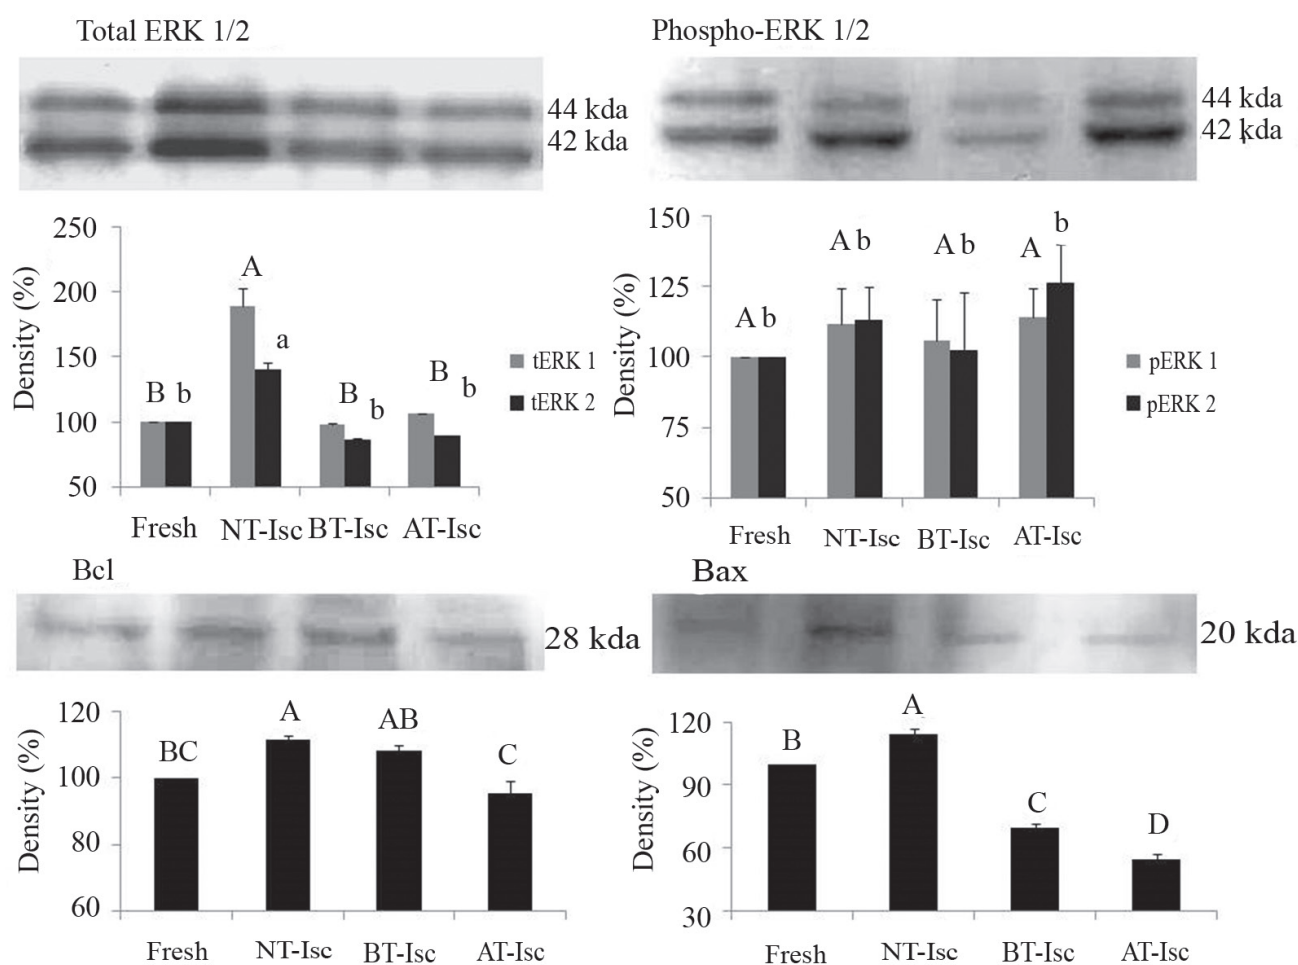 Total ERK 1/2
44 kda
42 kda
Density (%)
250
200
150
100
50
B b
A
a
B
b
B
b
tERK 1
tERK 2
Fresh NT-Isc BT-Isc AT-Isc
Phospho-ERK 1/2
44 kda
42 kda
Density (%)
150
125
100
75
50
A b
A b
A b
A
b
pERK 1
pERK 2
Fresh NT-Isc BT-Isc AT-Isc
Bcl
28 kda
Density (%)
120
100
80
60
BC
A
AB
C
Fresh NT-Isc BT-Isc AT-Isc
Bax
20 kda
Density (%)
120
90
60
30
B
A
C
D
Fresh NT-Isc BT-Isc AT-Isc